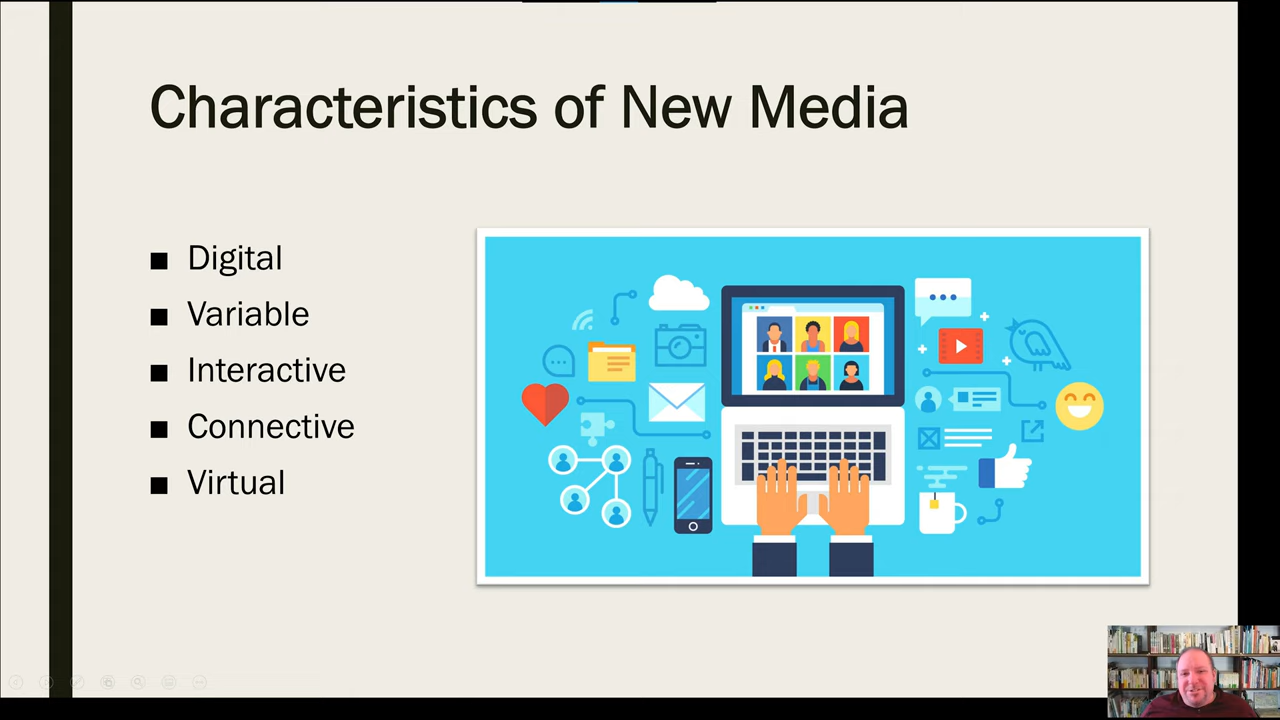 Characteristics of New Media
■ Digital
■ Variable
■ Interactive
■ Connective
■ Virtual